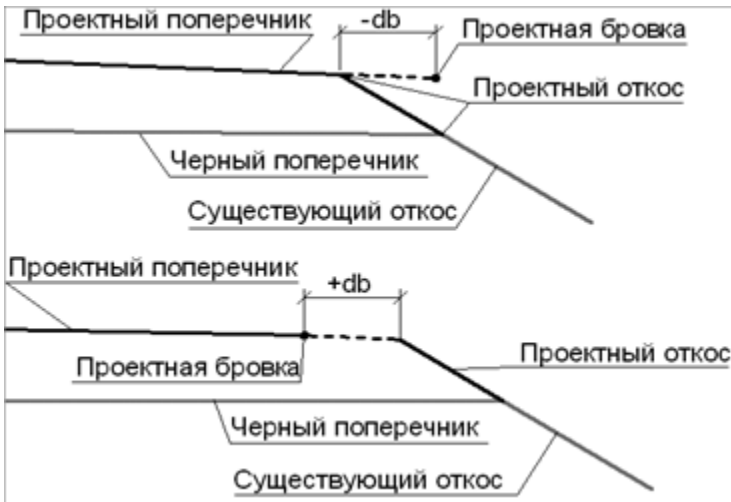 Проектный поперечник
-db
Проектная бровка
Проектный откос
Черный поперечник
Существующий откос
Проектный поперечник
+db
Проектная бровка
Проектный откос
Черный поперечник
Существующий откос